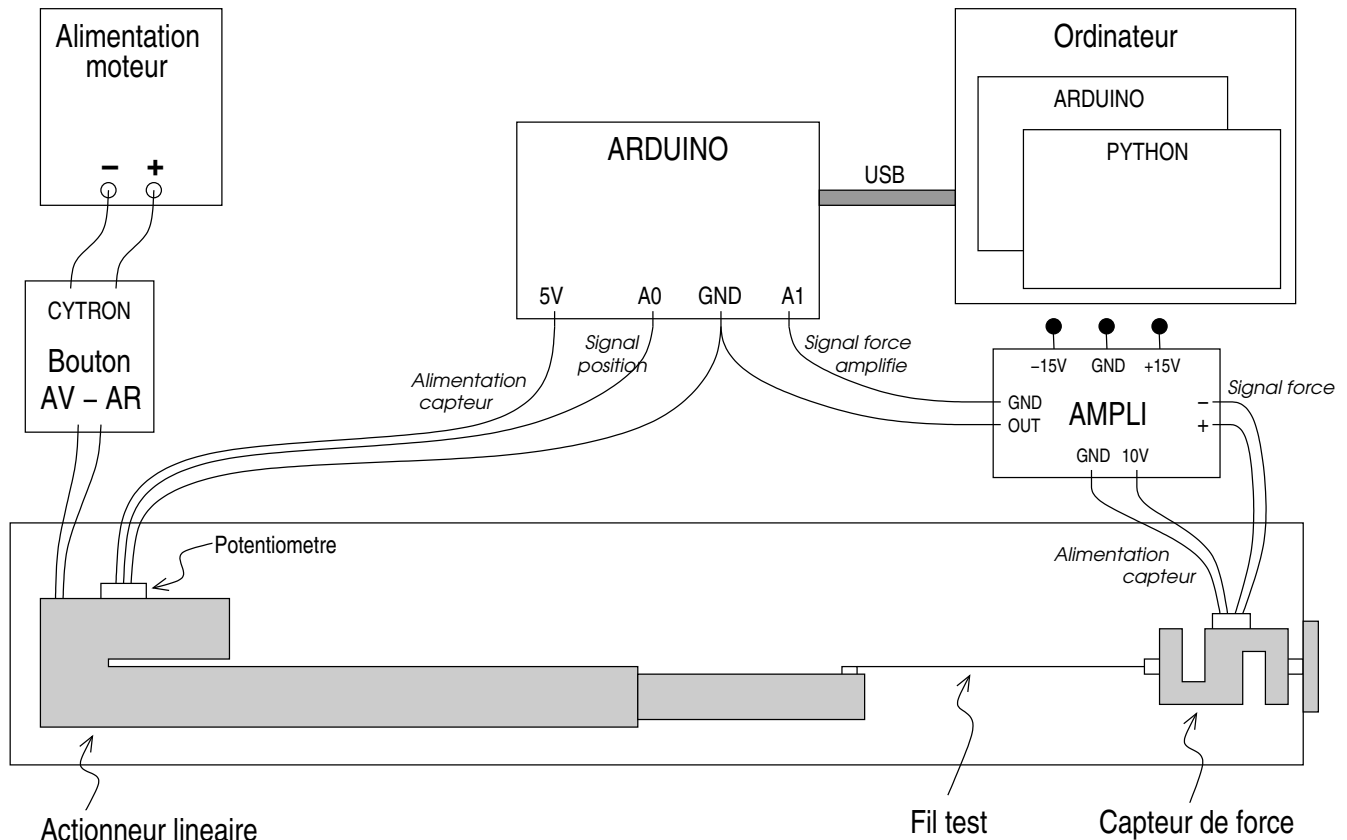 Alimentation
moteur
− +
CYTRON
Bouton
AV − AR
ARDUINO
5V A0 GND A1
USB
Ordinateur
ARDUINO
PYTHON
Alimentation
capteur
Signal
position
Signal force
amplifie
−15V GND +15V
GND
OUT
AMPLI
−
+
GND 10V
Signal force
Alimentation
capteur
Potentiometre
Actionneur lineaire
Fil test
Capteur de force